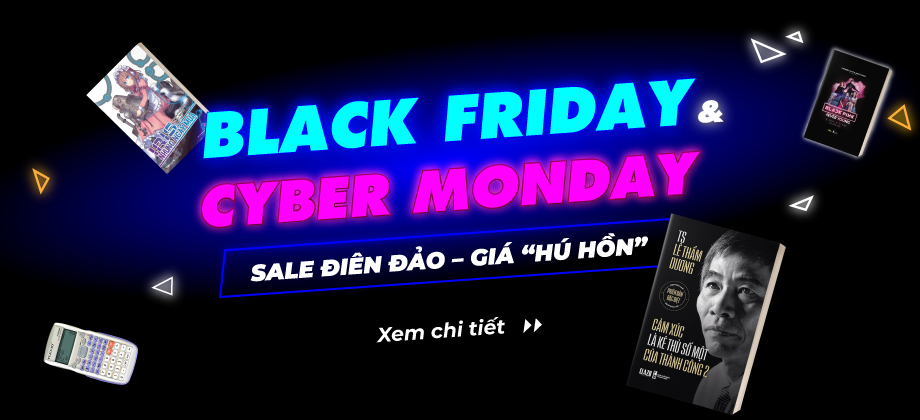 BLACK FRIDAY
&
CYBER MONDAY
SALE ĐIÊN ĐẢO – GIÁ “HÚ HỒN”
Xem chi tiết
TS
LÊ THẨM
DƯƠNG
CẢM XÚC
LÀ KẺ THÙ SỐ MỘT
CỦA THÀNH CÔNG 2